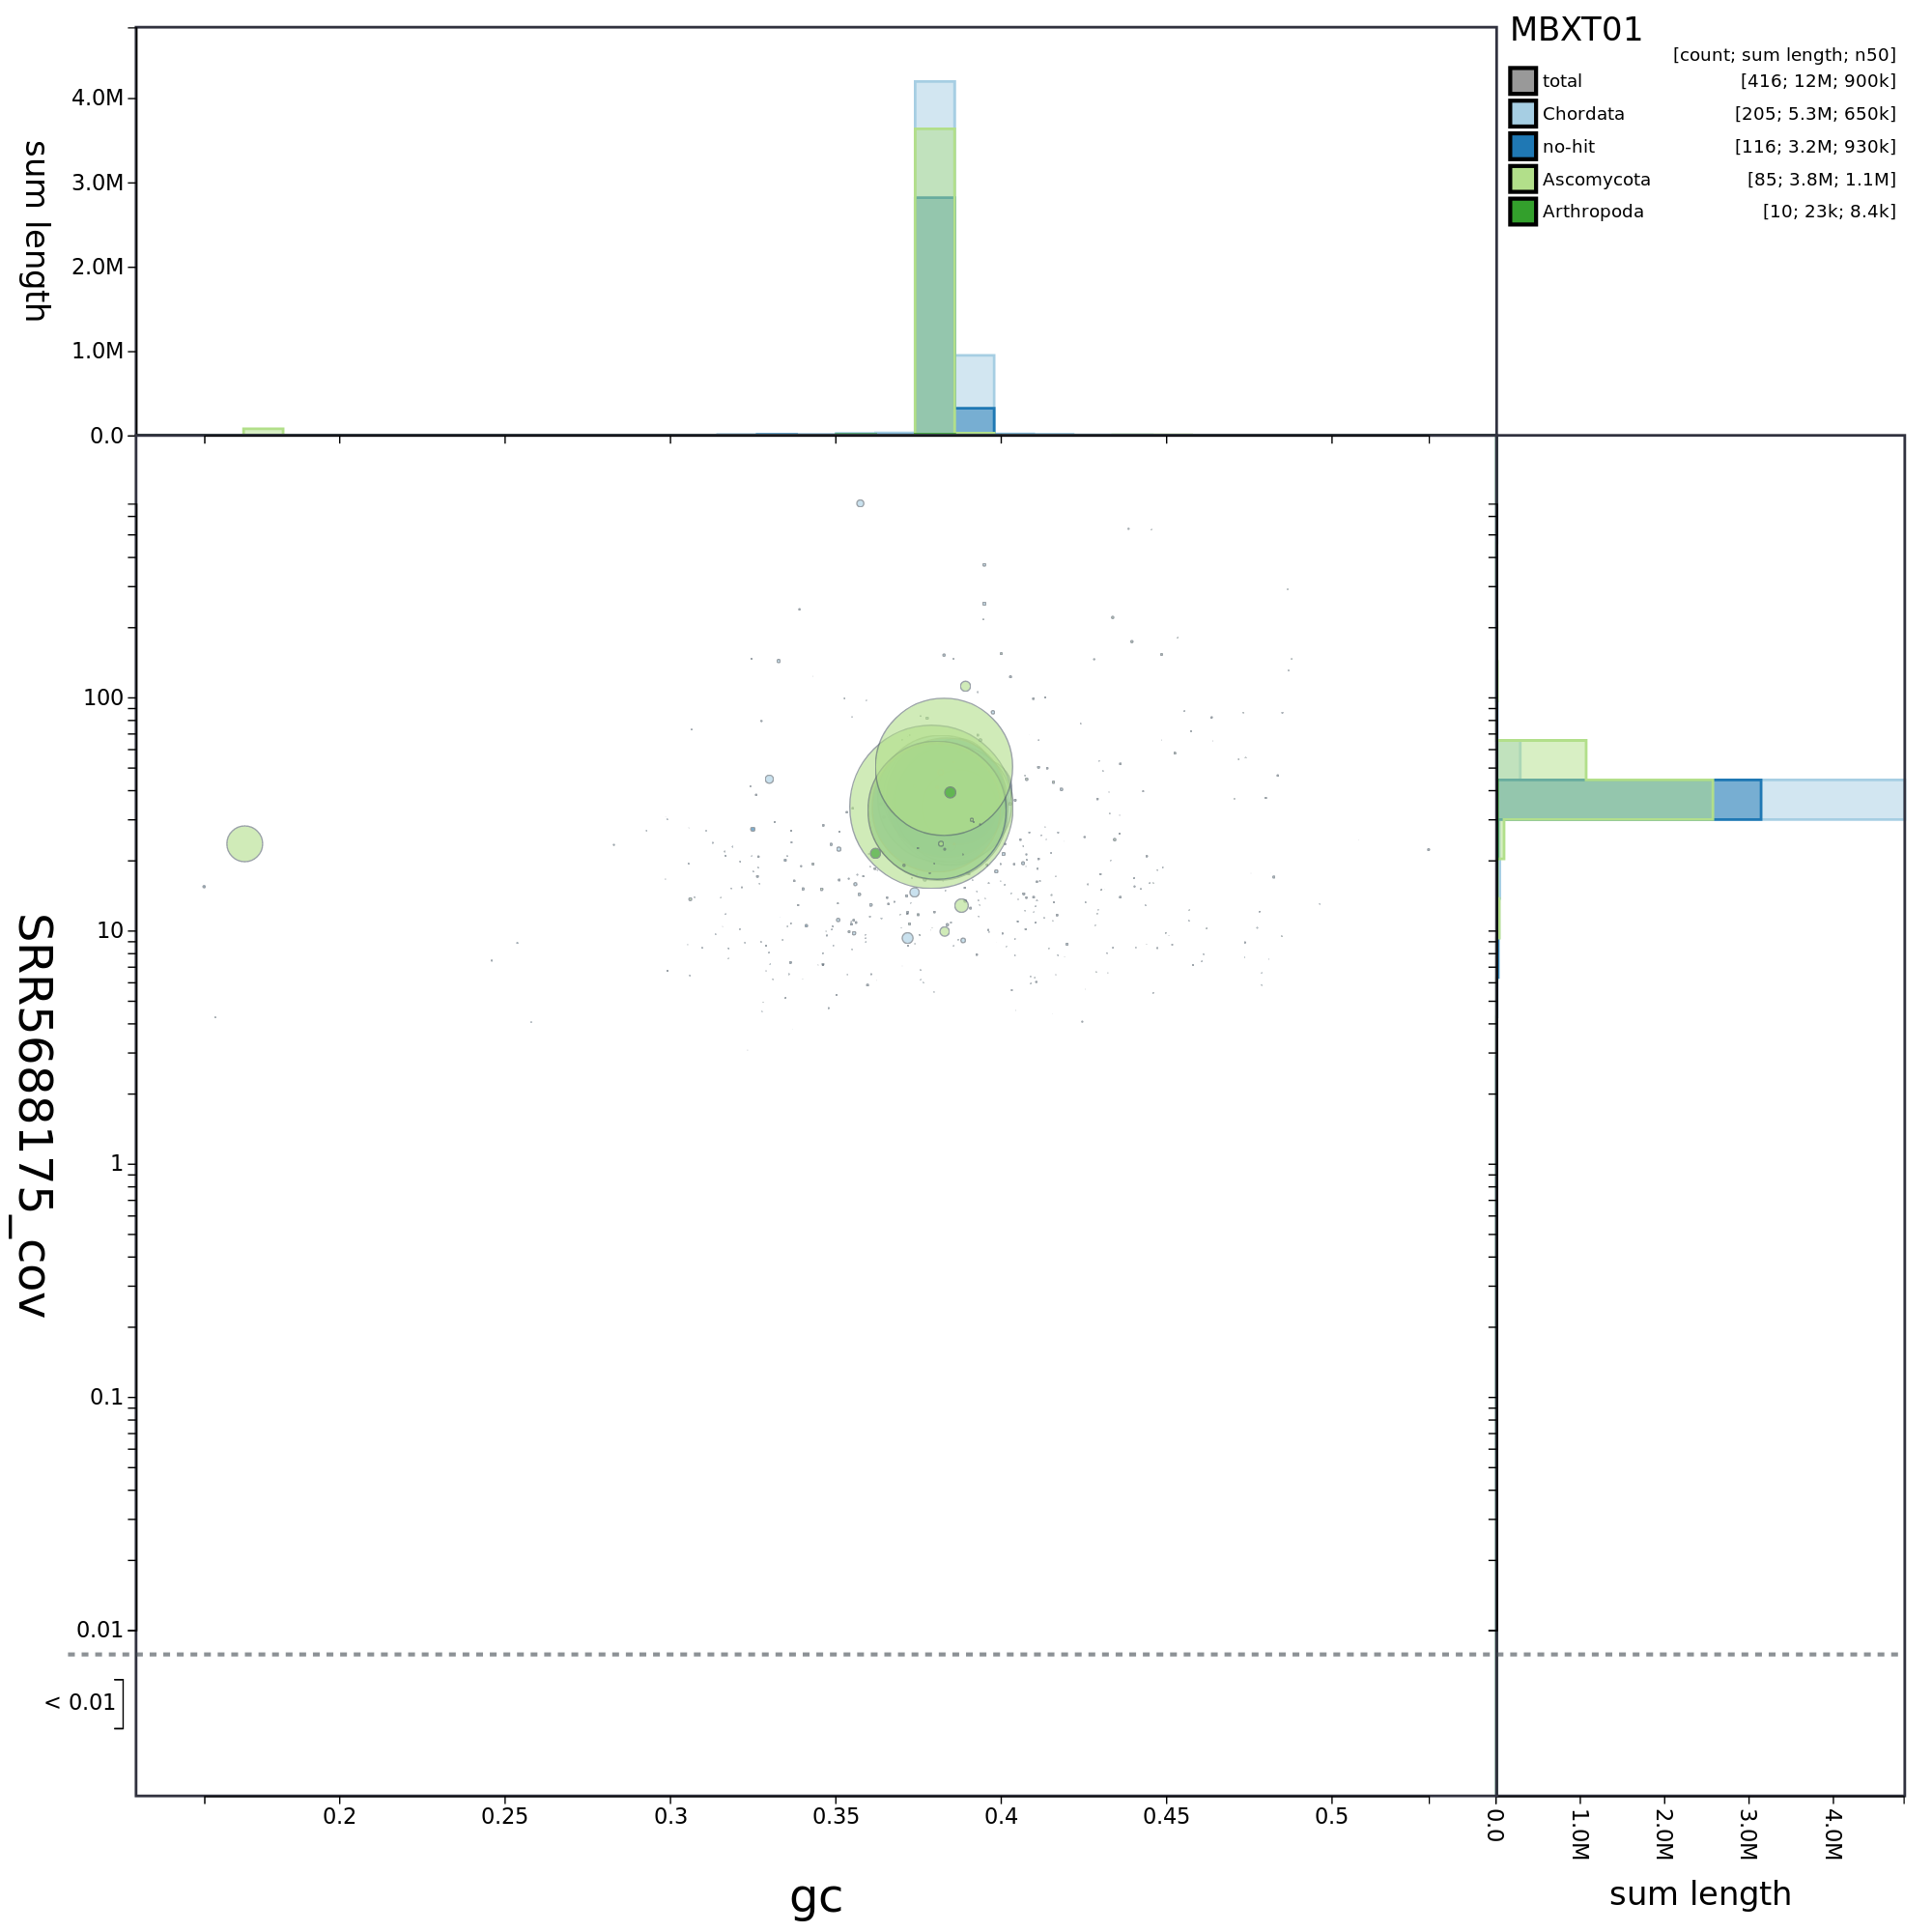 MBXT01
[count; sum length; n50]
total [416; 12M; 900k]
Chordata [205; 5.3M; 650k]
no-hit [116; 3.2M; 930k]
Ascomycota [85; 3.8M; 1.1M]
Arthropoda [10; 23k; 8.4k]
sum length
4.0M
3.0M
2.0M
1.0M
0.0
SRR5688175_cov
100
10
1
0.1
0.01
< 0.01
0.2 0.25 0.3 0.35 0.4 0.45 0.5
gc
0.0 1.0M 2.0M 3.0M 4.0M
sum length